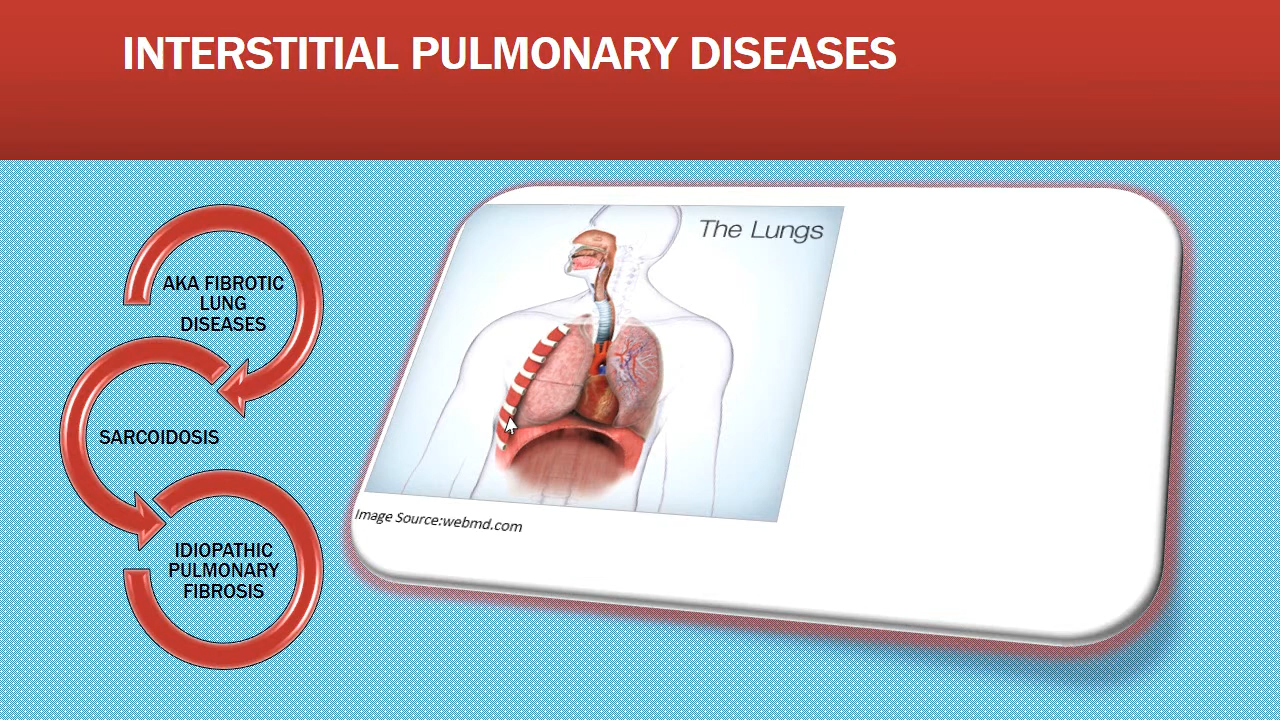 INTERSTITIAL PULMONARY DISEASES
AKA FIBROTIC
LUNG
DISEASES
SARCOIDOSIS
IDIOPATHIC
PULMONARY
FIBROSIS
The Lungs
Image Source:webmd.com